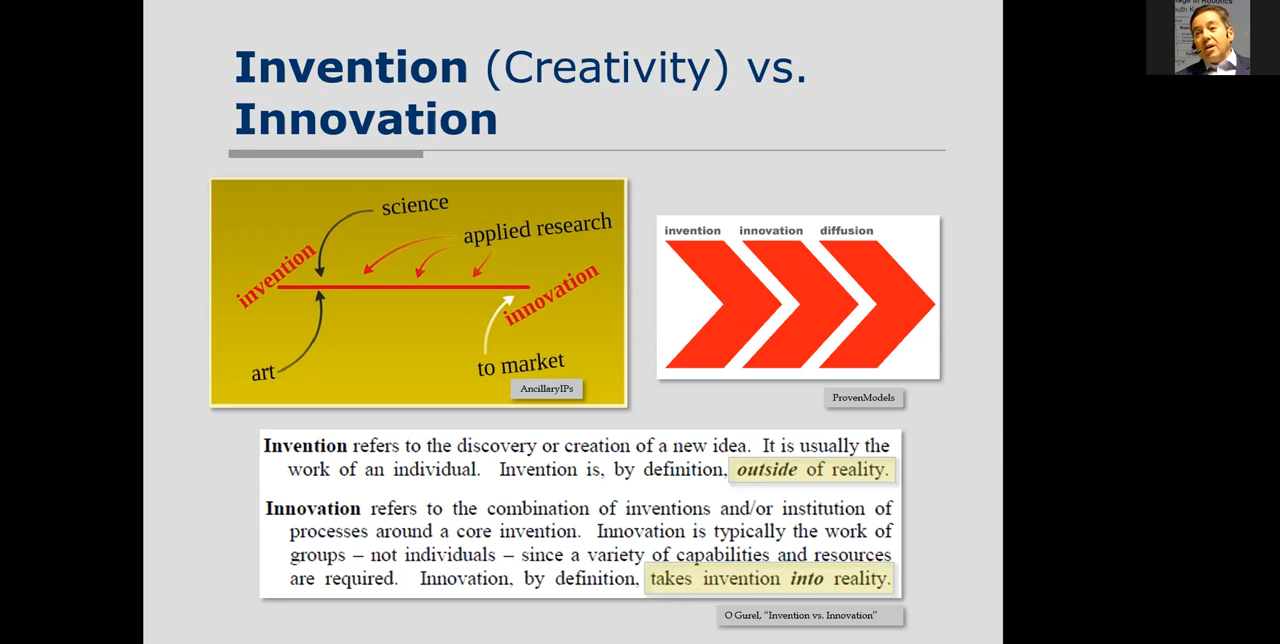 Invention (Creativity) vs.
Innovation
science
applied research
invention
innovation
art
to market
AncillaryIPs
invention innovation diffusion
ProvenModels
Invention refers to the discovery or creation of a new idea. It is usually the
work of an individual. Invention is, by definition, outside of reality.
Innovation refers to the combination of inventions and/or institution of
processes around a core invention. Innovation is typically the work of
groups – not individuals – since a variety of capabilities and resources
are required. Innovation, by definition, takes invention into reality.
O Gurel, "Invention vs. Innovation"